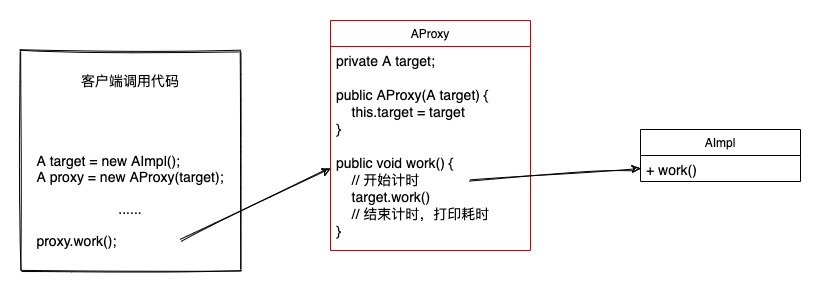 客户端调用代码
A target = new AImpl();
A proxy = new AProxy(target);
......
proxy.work();
AProxy
private A target;
public AProxy(A target) {
this.target = target
}
public void work() {
// 开始计时
target.work()
// 结束计时，打印耗时
}
AImpl
+ work()